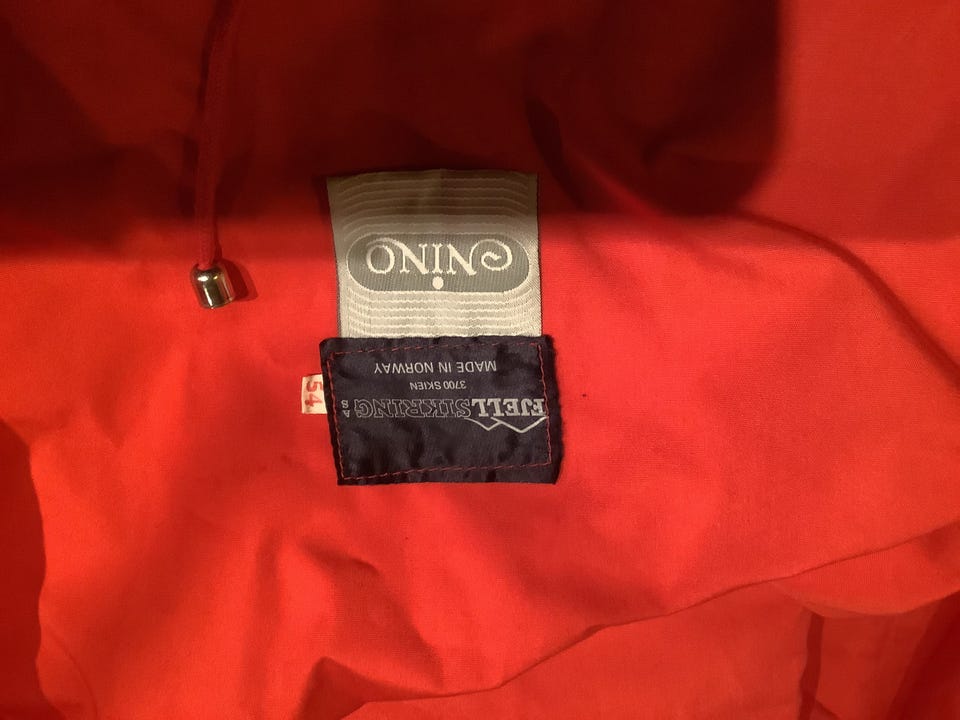 NINO
FJELLSIKRING A/S
3700 SKIEN
MADE IN NORWAY
54